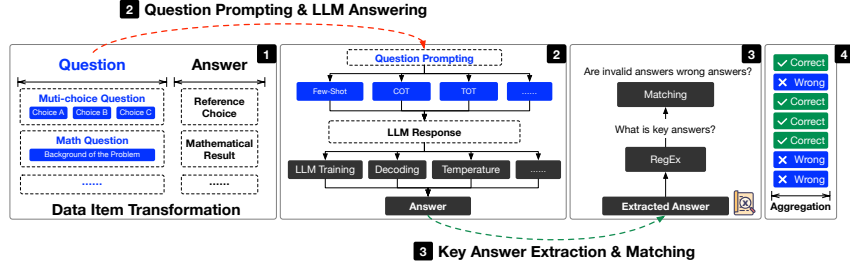 2 Question Prompting & LLM Answering
1
Question
Answer
Muti-choice Question
Choice A
Choice B
Choice C
Reference
Choice
Math Question
Background of the Problem
Mathematical
Result
......
......
Data Item Transformation
2
Question Prompting
Few-Shot
COT
TOT
......
LLM Response
LLM Training
Decoding
Temperature
......
Answer
3
Are invalid answers wrong answers?
Matching
What is key answers?
RegEx
Extracted Answer
4
Correct
Wrong
Correct
Correct
Correct
Wrong
Wrong
Aggregation
3 Key Answer Extraction & Matching